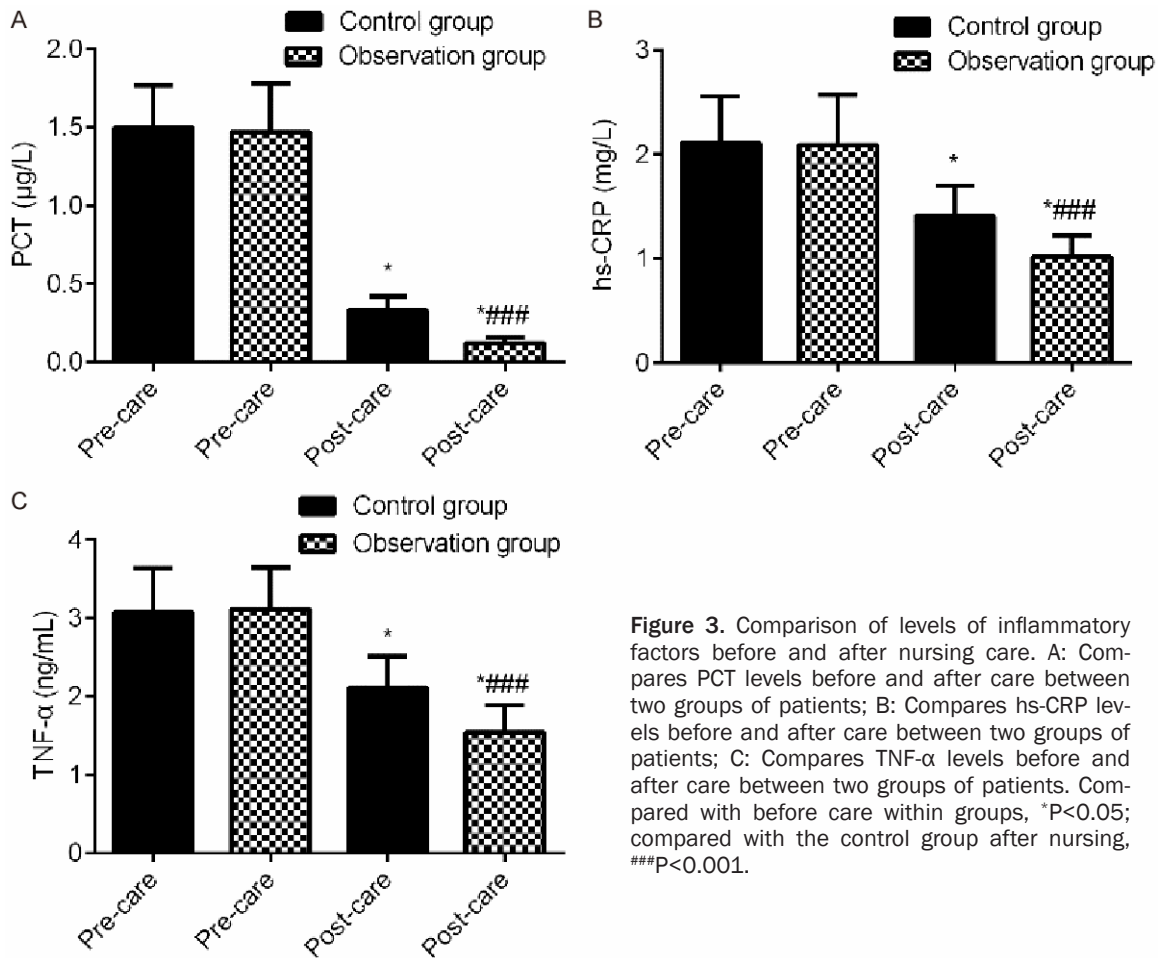 A
Control group
Observation group
2.0
1.5
1.0
0.5
0.0
PCT (µg/L)
*
*###
Pre-care
Pre-care
Post-care
Post-care
B
Control group
Observation group
3
2
1
0
hs-CRP (mg/L)
*
*###
Pre-care
Pre-care
Post-care
Post-care
C
Control group
Observation group
4
3
2
1
0
TNF-α (ng/mL)
*
*###
Pre-care
Pre-care
Post-care
Post-care
Figure 3. Comparison of levels of inflammatory
factors before and after nursing care. A: Com-
pares PCT levels before and after care between
two groups of patients; B: Compares hs-CRP lev-
els before and after care between two groups of
patients; C: Compares TNF-α levels before and
after care between two groups of patients. Com-
pared with before care within groups, *P<0.05;
compared with the control group after nursing,
###P<0.001.